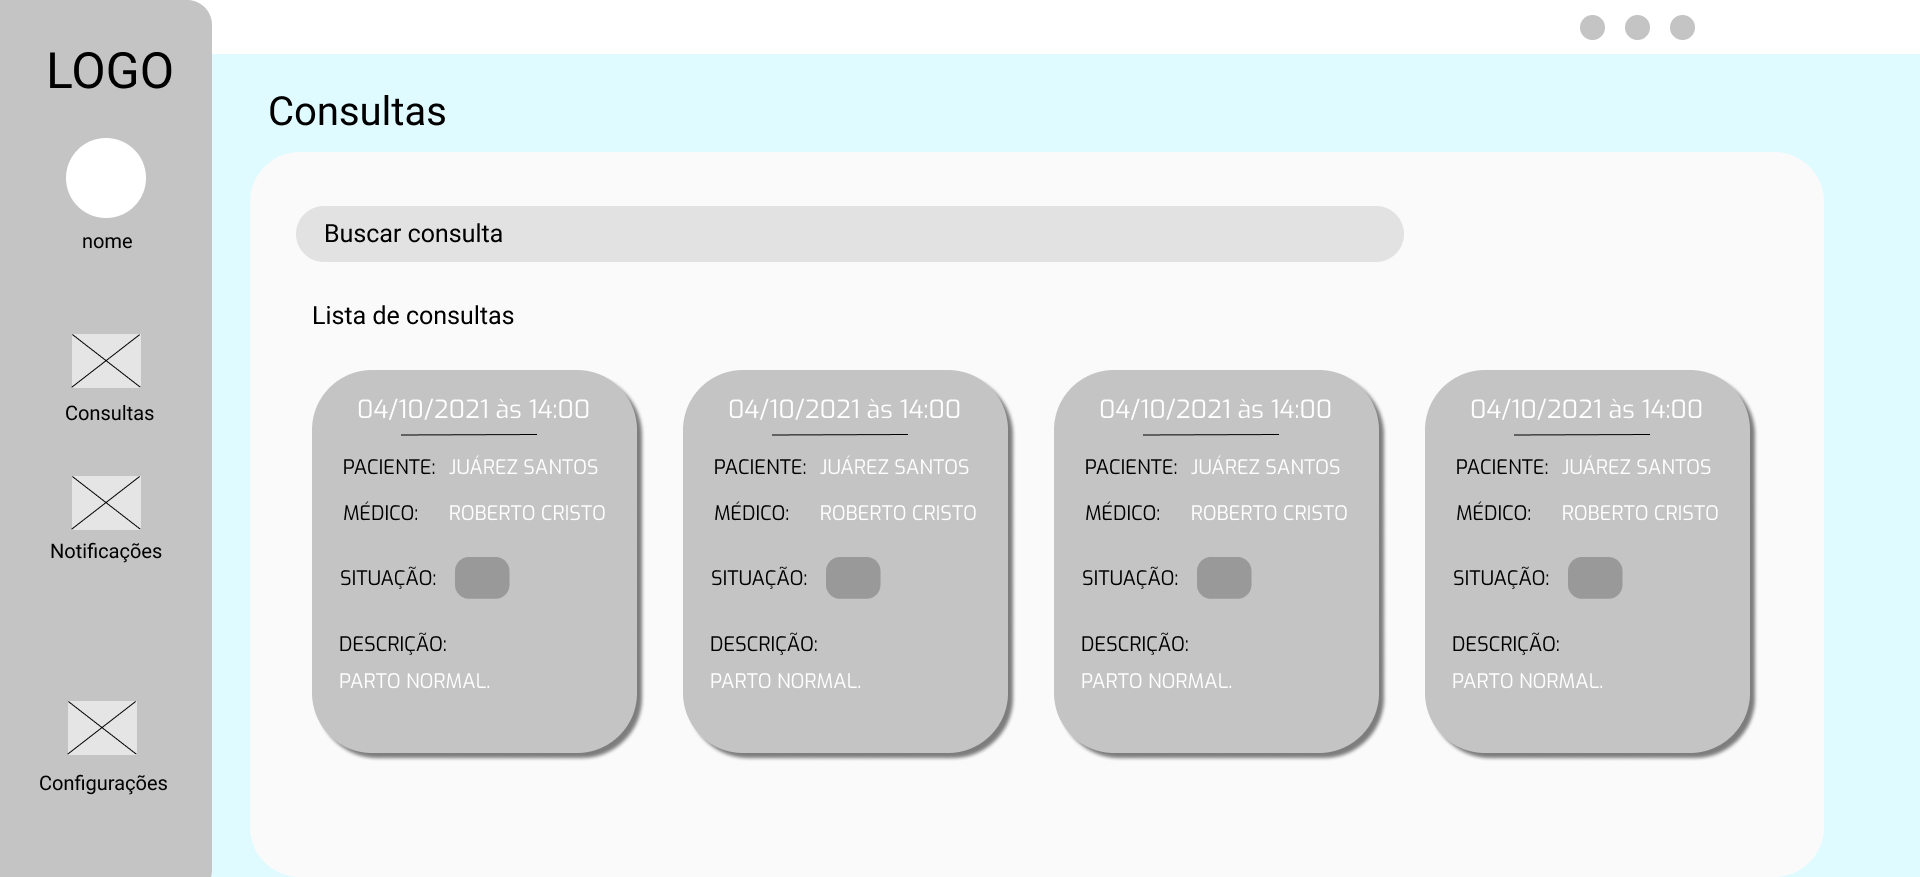 LOGO
nome
Consultas
Notificações
Configurações
Consultas
Buscar consulta
Lista de consultas
04/10/2021 às 14:00
PACIENTE: JUÁREZ SANTOS
MÉDICO: ROBERTO CRISTO
SITUAÇÃO:
DESCRIÇÃO:
PARTO NORMAL.
04/10/2021 às 14:00
PACIENTE: JUÁREZ SANTOS
MÉDICO: ROBERTO CRISTO
SITUAÇÃO:
DESCRIÇÃO:
PARTO NORMAL.
04/10/2021 às 14:00
PACIENTE: JUÁREZ SANTOS
MÉDICO: ROBERTO CRISTO
SITUAÇÃO:
DESCRIÇÃO:
PARTO NORMAL.
04/10/2021 às 14:00
PACIENTE: JUÁREZ SANTOS
MÉDICO: ROBERTO CRISTO
SITUAÇÃO:
DESCRIÇÃO:
PARTO NORMAL.